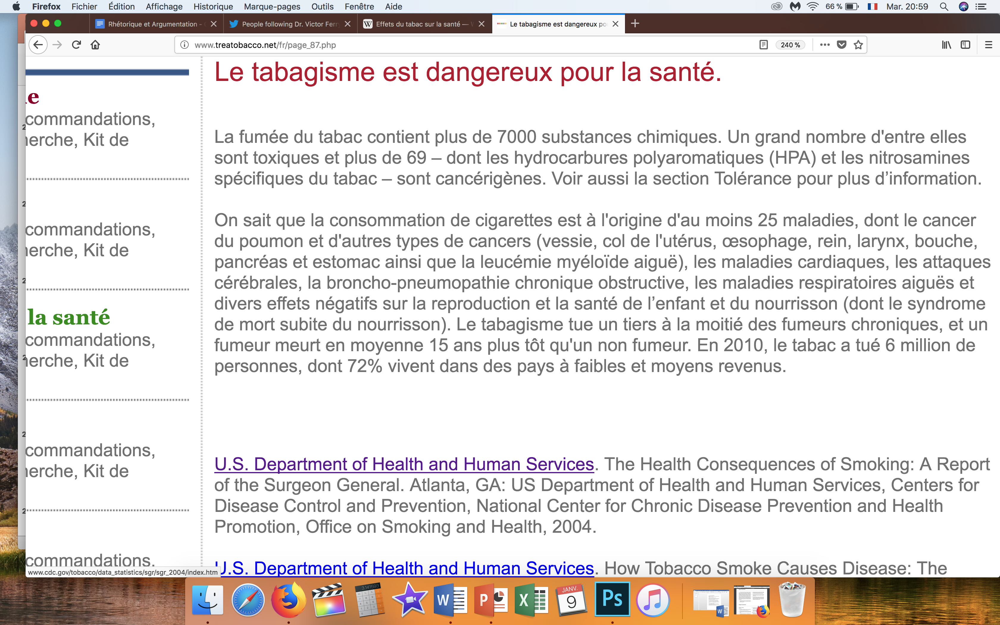 Firefox Fichier Édition Affichage Historique Marque-pages Outils Fenêtre Aide 66 % Mar. 20:59
Rhétorique et Argumentation - People following Dr. Victor Ferr Effets du tabac sur la santé — W Le tabagisme est dangereux po
www.treatobacco.net/fr/page_87.php 240 %
Le tabagisme est dangereux pour la santé.
La fumée du tabac contient plus de 7000 substances chimiques. Un grand nombre d'entre elles
sont toxiques et plus de 69 – dont les hydrocarbures polyaromatiques (HPA) et les nitrosamines
spécifiques du tabac – sont cancérigènes. Voir aussi la section Tolérance pour plus d’information.
On sait que la consommation de cigarettes est à l'origine d'au moins 25 maladies, dont le cancer
du poumon et d'autres types de cancers (vessie, col de l'utérus, œsophage, rein, larynx, bouche,
pancréas et estomac ainsi que la leucémie myéloïde aiguë), les maladies cardiaques, les attaques
cérébrales, la broncho-pneumopathie chronique obstructive, les maladies respiratoires aiguës et
divers effets négatifs sur la reproduction et la santé de l’enfant et du nourrisson (dont le syndrome
de mort subite du nourrisson). Le tabagisme tue un tiers à la moitié des fumeurs chroniques, et un
fumeur meurt en moyenne 15 ans plus tôt qu'un non fumeur. En 2010, le tabac a tué 6 million de
personnes, dont 72% vivent dans des pays à faibles et moyens revenus.
U.S. Department of Health and Human Services. The Health Consequences of Smoking: A Report
of the Surgeon General. Atlanta, GA: US Department of Health and Human Services, Centers for
Disease Control and Prevention, National Center for Chronic Disease Prevention and Health
Promotion, Office on Smoking and Health, 2004.
U.S. Department of Health and Human Services. How Tobacco Smoke Causes Disease: The
e
commandations,
herche, Kit de
commandations,
herche, Kit de
la santé
commandations,
herche, Kit de
commandations,
herche, Kit de
commandations,
www.cdc.gov/tobacco/data_statistics/sgr/sgr_2004/index.htm
3.141593
W
P
X
JANV.
9
Ps